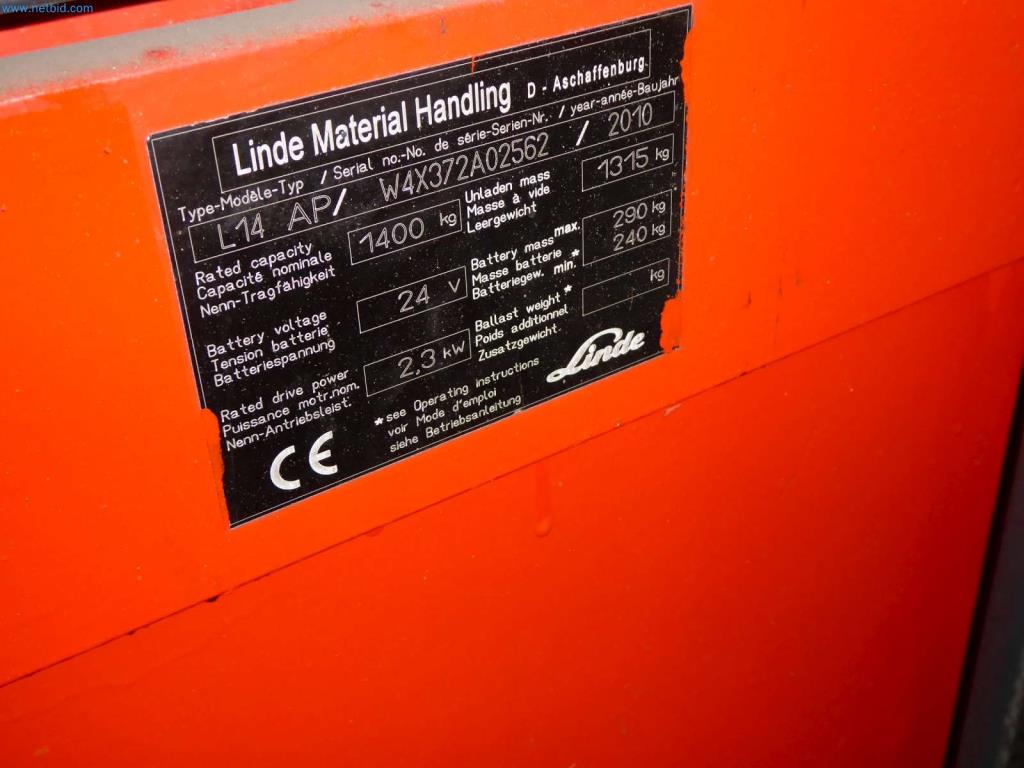 www.netbid.com
Linde Material Handling D - Aschaffenburg
Type-Modèle-Typ / Serial no.-No. de série-Serien-Nr. / year-année-Baujahr
L14 AP/ W4X372A02562 / 2010
Rated capacity
Capacité nominale
Nenn-Tragfähigkeit
1400 kg
Unladen mass
Masse à vide
Leergewicht
1315 kg
Battery voltage
Tension batterie
Batteriespannung
24 V
Battery mass max.
Masse batterie *
Batteriegew. min.
290 kg
240 kg
Rated drive power
Puissance motr.nom.
Nenn-Antriebsleist.
2,3 kW
Ballast weight *
Poids additionnel
Zusatzgewicht.
kg
*see Operating instructions
voir Mode d'emploi
siehe Betriebsanleitung
Linde
CE